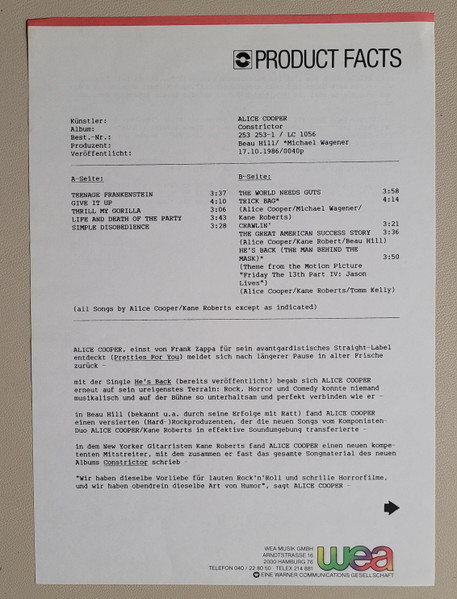 PRODUCT FACTS
Künstler: ALICE COOPER
Album: Constrictor
Best.-Nr.: 253 253-1 / LC 1056
Produzent: Beau Hill/ *Michael Wagener
Veröffentlicht: 17.10.1986/0040p
A-Seite:
TEENAGE FRANKENSTEIN 3:37
GIVE IT UP 4:10
THRILL MY GORILLA 3:06
LIFE AND DEATH OF THE PARTY 3:43
SIMPLE DISOBEDIENCE 3:28
B-Seite:
THE WORLD NEEDS GUTS 3:58
TRICK BAG* 4:14
(Alice Cooper/Michael Wagener/
Kane Roberts)
CRAWLIN' 3:21
THE GREAT AMERICAN SUCCESS STORY 3:36
(Alice Cooper/Kane Robert/Beau Hill)
HE'S BACK (THE MAN BEHIND THE
MASK)* 3:50
(Theme from the Motion Picture
"Friday The 13th Part IV: Jason
Lives")
(Alice Cooper/Kane Roberts/Tomm Kelly)
(all Songs by Alice Cooper/Kane Roberts except as indicated)
ALICE COOPER, einst von Frank Zappa für sein avantgardistisches Straight-Label
entdeckt (Pretties For You) meldet sich nach längerer Pause in alter Frische
zurück -
mit der Single He's Back (bereits veröffentlicht) begab sich ALICE COOPER
erneut auf sein ureigenstes Terrain: Rock, Horror und Comedy konnte niemand
musikalisch und auf der Bühne so unterhaltsam und perfekt verbinden wie er -
in Beau Hill (bekannt u.a. durch seine Erfolge mit Ratt) fand ALICE COOPER
einen versierten (Hard-)Rockproduzenten, der die neuen Songs vom Komponisten-
Duo ALICE COOPER/Kane Roberts in effektive Soundumgebung transferierte -
in dem New Yorker Gitarristen Kane Roberts fand ALICE COOPER einen neuen kompe-
tenten Mitstreiter, mit dem zusammen er fast das gesamte Songmaterial des neuen
Albums Constrictor schrieb -
"Wir haben dieselbe Vorliebe für lauten Rock'n'Roll und schrille Horrorfilme,
und wir haben obendrein dieselbe Art von Humor", sagt ALICE COOPER -
WEA MUSIK GMBH
ARNDTSTRASSE 16
2000 HAMBURG 76
TELEFON 040 / 22 80 50 TELEX 214 881
EINE WARNER COMMUNICATIONS GESELLSCHAFT
wea